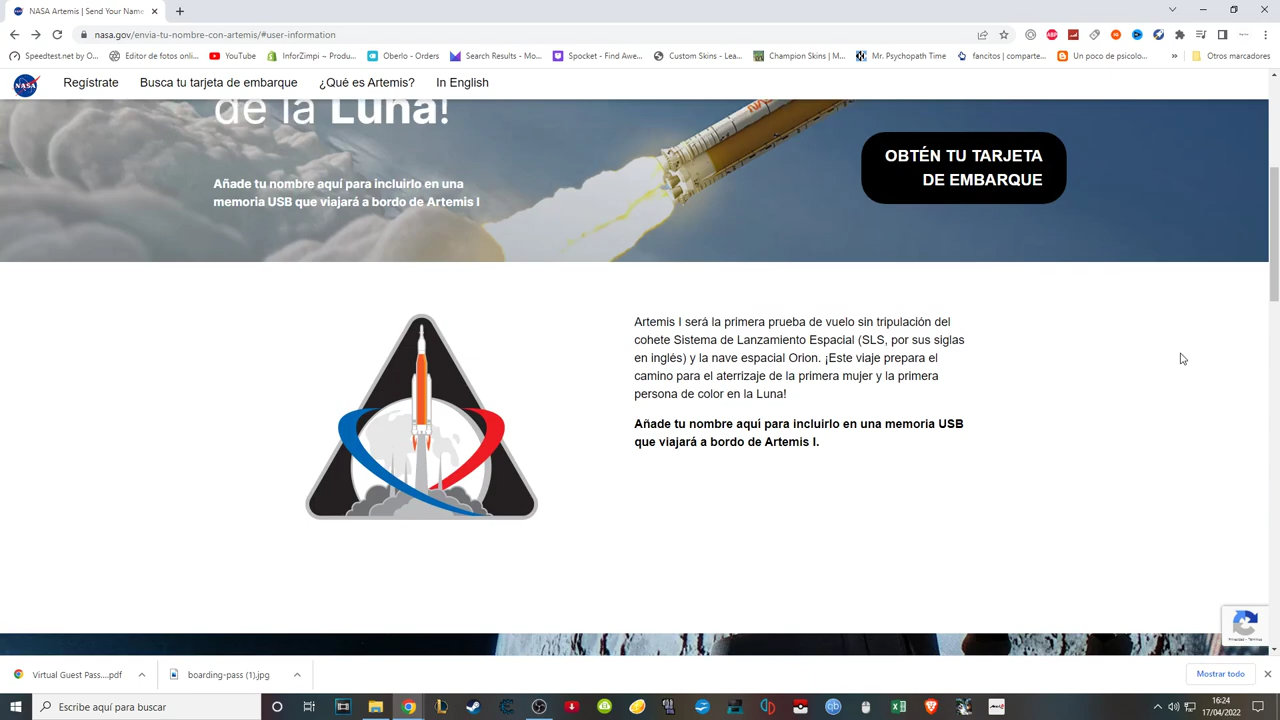 NASA Artemis | Send Your Name
nasa.gov/envia-tu-nombre-con-artemis/#user-information
Speedtest.net by O...
Editor de fotos onli...
YouTube
InforZimpi – Produ...
Oberlo - Orders
Search Results - Mo...
Spocket - Find Awe...
Custom Skins - Lea...
Champion Skins | M...
Mr. Psychopath Time
fancitos | comparte...
Un poco de psicolo...
Otros marcadores
NASA
Regístrate
Busca tu tarjeta de embarque
¿Qué es Artemis?
In English
de la Luna!
Añade tu nombre aquí para incluirlo en una
memoria USB que viajará a bordo de Artemis I
OBTÉN TU TARJETA
DE EMBARQUE
Artemis I será la primera prueba de vuelo sin tripulación del
cohete Sistema de Lanzamiento Espacial (SLS, por sus siglas
en inglés) y la nave espacial Orion. ¡Este viaje prepara el
camino para el aterrizaje de la primera mujer y la primera
persona de color en la Luna!
Añade tu nombre aquí para incluirlo en una memoria USB
que viajará a bordo de Artemis I.
Privacidad - Términos
Virtual Guest Pass....pdf
boarding-pass (1).jpg
Mostrar todo
Escribe aquí para buscar
16:24
17/04/2022